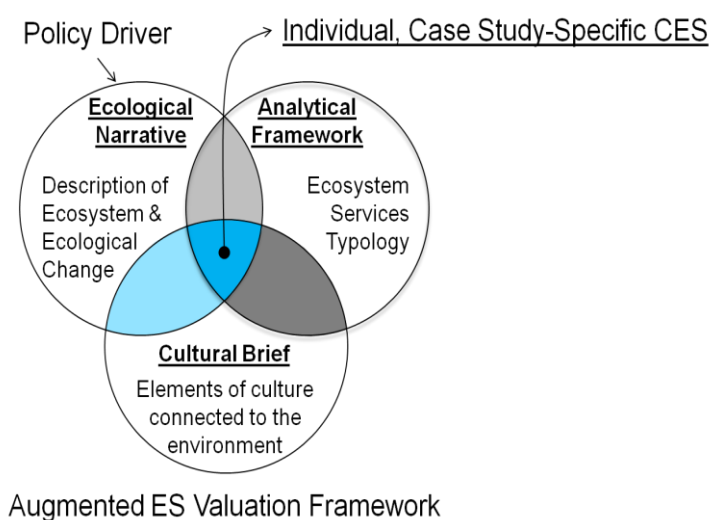 Policy Driver
Individual, Case Study-Specific CES
Ecological
Narrative
Analytical
Framework
Description of
Ecosystem &
Ecological
Change
Ecosystem
Services
Typology
Cultural Brief
Elements of culture
connected to the
environment
Augmented ES Valuation Framework